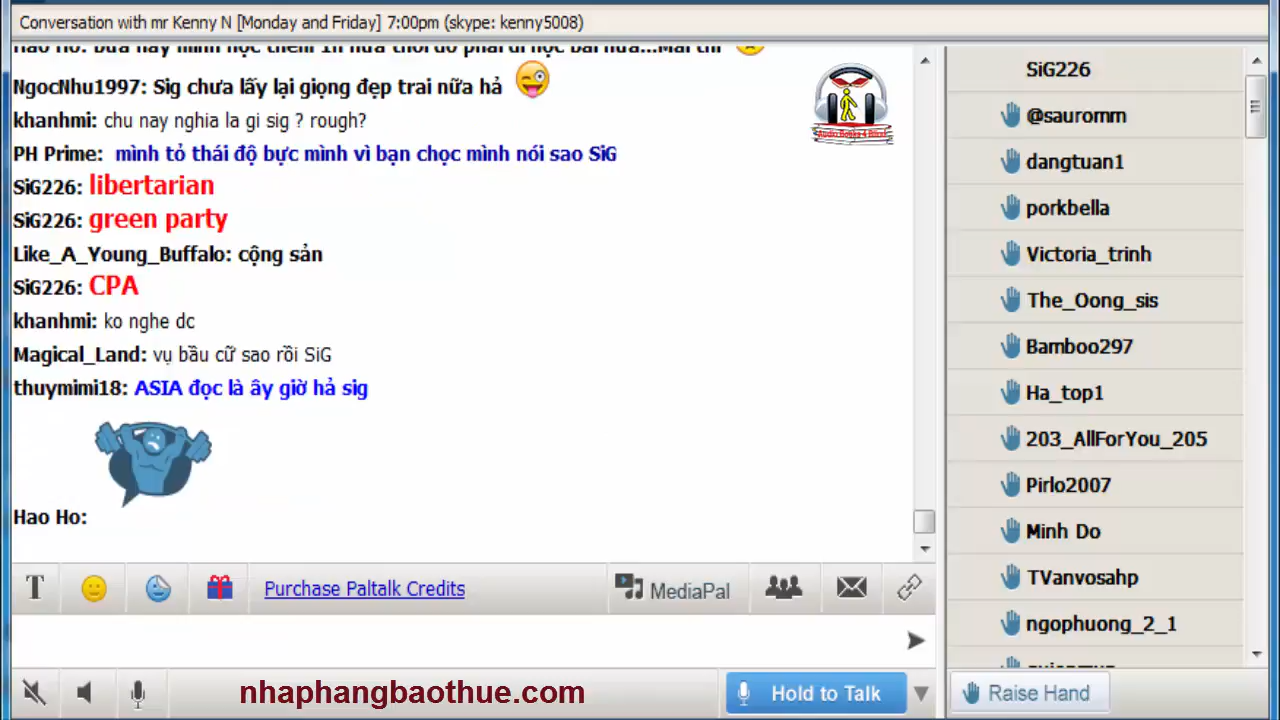 Conversation with mr Kenny N [Monday and Friday] 7:00pm (skype: kenny5008)
NgocNhu1997: Sig chưa lấy lại giọng đẹp trai nữa hả
khanhmi: chu nay nghia la gi sig ? rough?
PH Prime: mình tỏ thái độ bực mình vì bạn chọc mình nói sao SiG
SiG226: libertarian
SiG226: green party
Like_A_Young_Buffalo: cộng sản
SiG226: CPA
khanhmi: ko nghe dc
Magical_Land: vụ bầu cữ sao rồi SiG
thuymimi18: ASIA đọc là ây giờ hả sig
Hao Ho:
Audio Books 4 Blind
T
Purchase Paltalk Credits
MediaPal
nhaphangbaothue.com
Hold to Talk
SiG226
@sauromm
dangtuan1
porkbella
Victoria_trinh
The_Oong_sis
Bamboo297
Ha_top1
203_AllForYou_205
Pirlo2007
Minh Do
TVanvosahp
ngophuong_2_1
Raise Hand